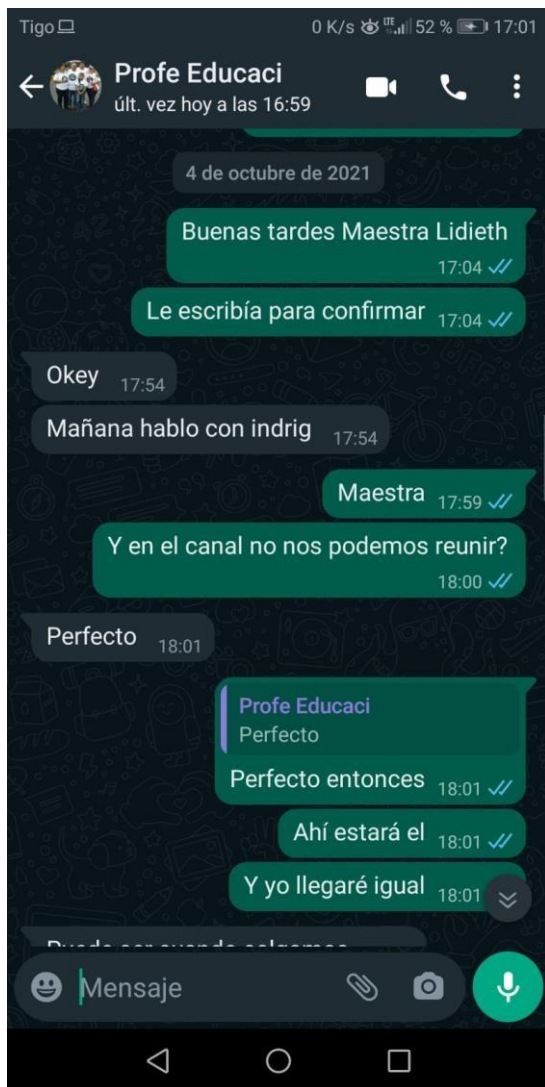 Tigo 0 K/s LTE 52 % 17:01
Profe Educaci
últ. vez hoy a las 16:59
4 de octubre de 2021
Buenas tardes Maestra Lidieth
17:04
Le escribía para confirmar 17:04
Okey 17:54
Mañana hablo con indrig 17:54
Maestra 17:59
Y en el canal no nos podemos reunir?
18:00
Perfecto 18:01
Profe Educaci
Perfecto
Perfecto entonces 18:01
Ahí estará el 18:01
Y yo llegaré igual 18:01
Mensaje